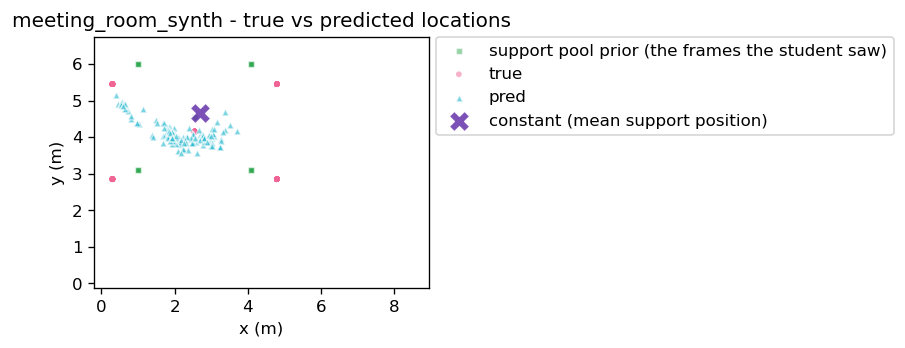 meeting_room_synth - true vs predicted locations
support pool prior (the frames the student saw)
true
pred
constant (mean support position)
y (m)
6
5
4
3
2
1
0
0 2 4 6 8
x (m)